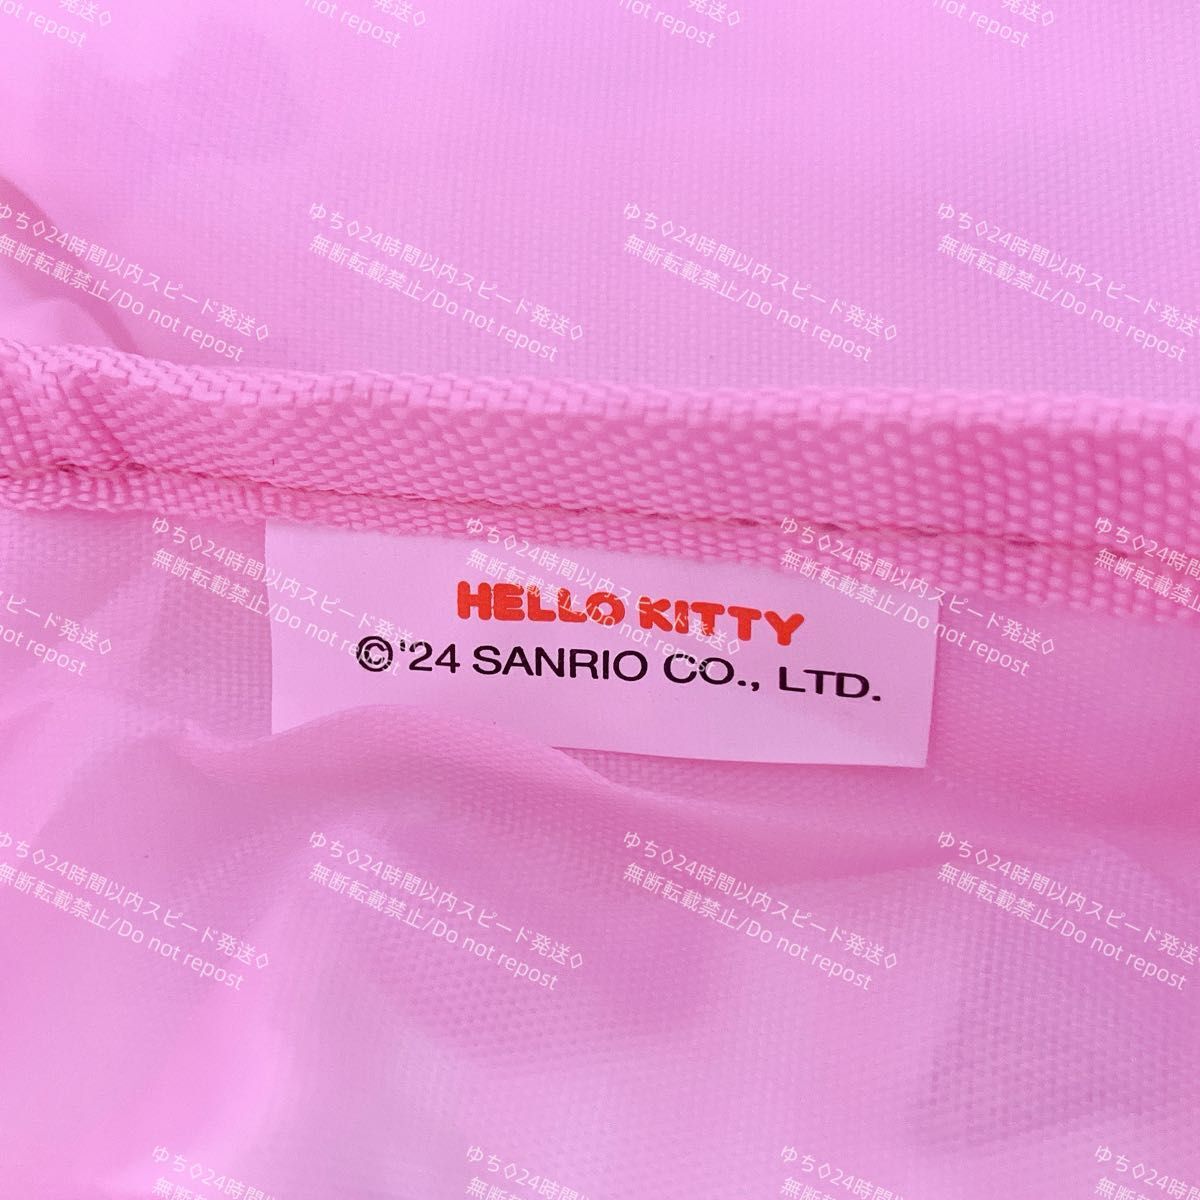 HELLO KITTY
©'24 SANRIO CO., LTD.
ゆち♢24時間以内スピード発送♢
無断転載禁止/Do not repost